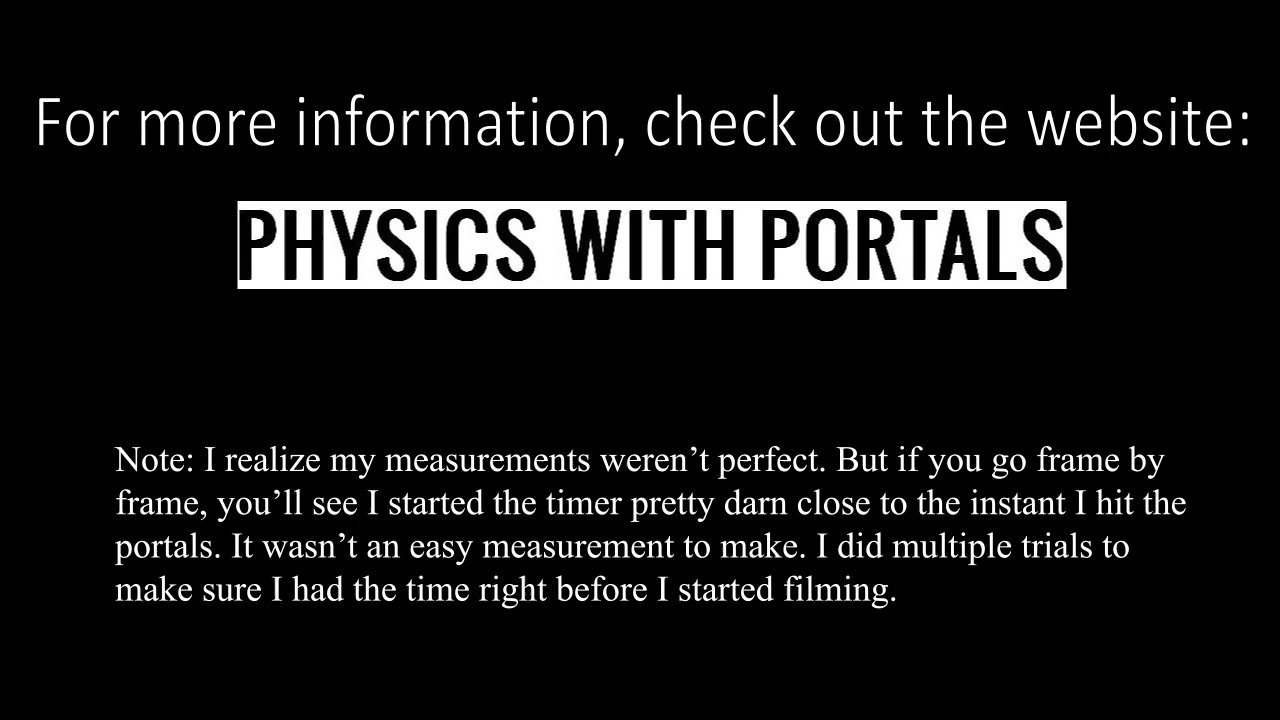 For more information, check out the website:
PHYSICS WITH PORTALS
Note: I realize my measurements weren’t perfect. But if you go frame by
frame, you’ll see I started the timer pretty darn close to the instant I hit the
portals. It wasn’t an easy measurement to make. I did multiple trials to
make sure I had the time right before I started filming.